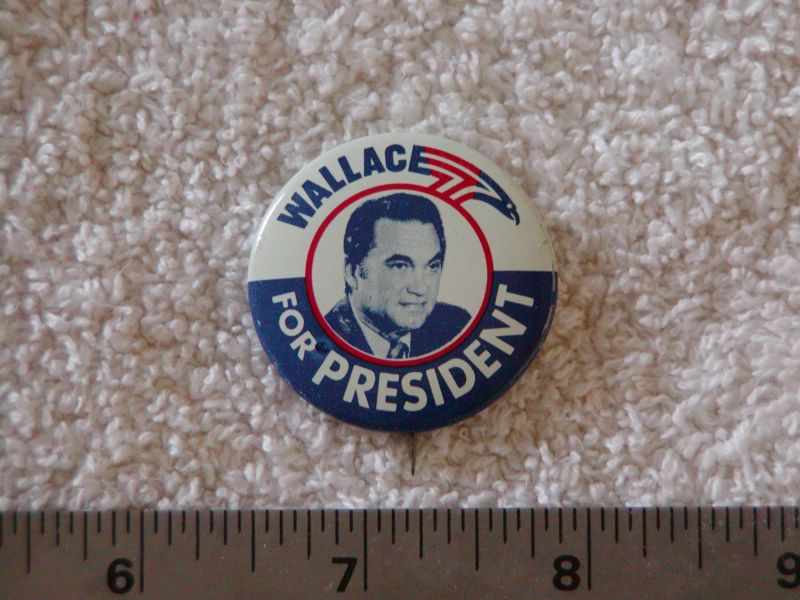 WALLACE
FOR PRESIDENT
6 7 8 9